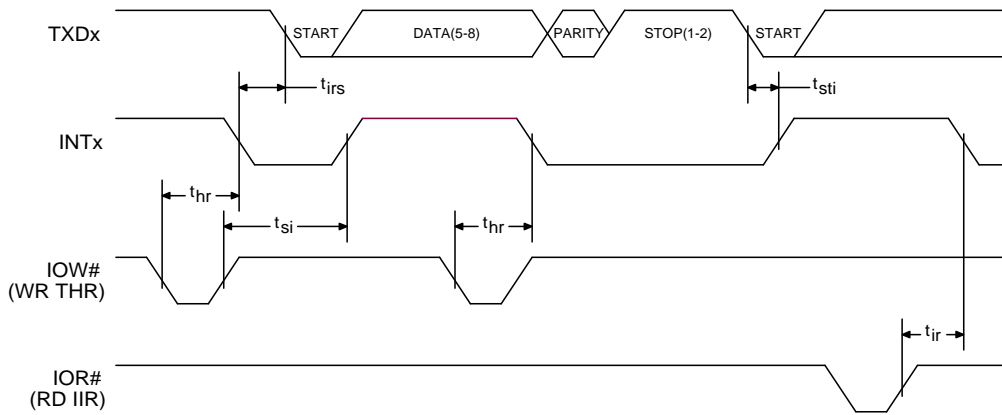 TXDx
START
DATA(5-8)
PARITY
STOP(1-2)
START
tirs
tsti
INTx
thr
tsi
thr
IOW#
(WR THR)
tir
IOR#
(RD IIR)